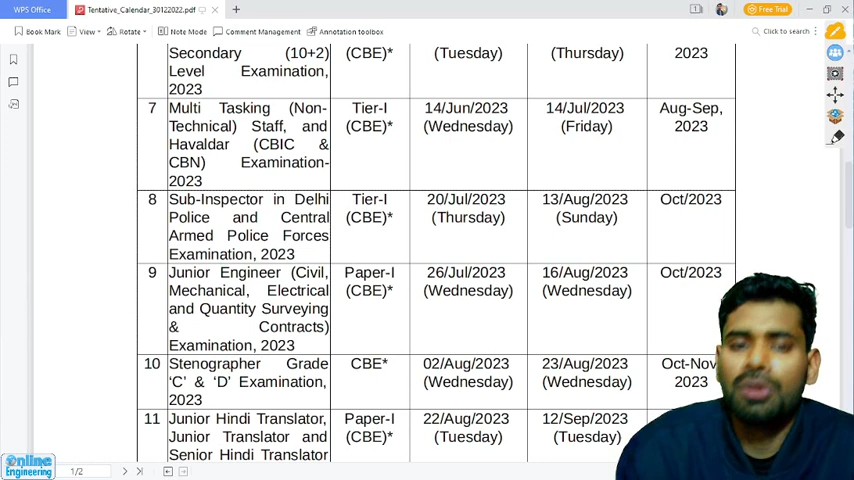 WPS Office
Tentative_Calendar_30122022.pdf
1
Free Trial
Book Mark
View
Rotate
Note Mode
Comment Management
Annotation toolbox
Click to search
Secondary (10+2) (CBE)* (Tuesday) (Thursday) 2023
Level Examination,
2023
7 Multi Tasking (Non- Tier-I 14/Jun/2023 14/Jul/2023 Aug-Sep,
Technical) Staff, and (CBE)* (Wednesday) (Friday) 2023
Havaldar (CBIC &
CBN) Examination-
2023
8 Sub-Inspector in Delhi Tier-I 20/Jul/2023 13/Aug/2023 Oct/2023
Police and Central (CBE)* (Thursday) (Sunday)
Armed Police Forces
Examination, 2023
9 Junior Engineer (Civil, Paper-I 26/Jul/2023 16/Aug/2023 Oct/2023
Mechanical, Electrical (CBE)* (Wednesday) (Wednesday)
and Quantity Surveying
& Contracts)
Examination, 2023
10 Stenographer Grade CBE* 02/Aug/2023 23/Aug/2023 Oct-Nov
‘C’ & ‘D’ Examination, (Wednesday) (Wednesday) 2023
2023
11 Junior Hindi Translator, Paper-I 22/Aug/2023 12/Sep/2023
Junior Translator and (CBE)* (Tuesday) (Tuesday)
Senior Hindi Translator
Online
Engineering
1/2